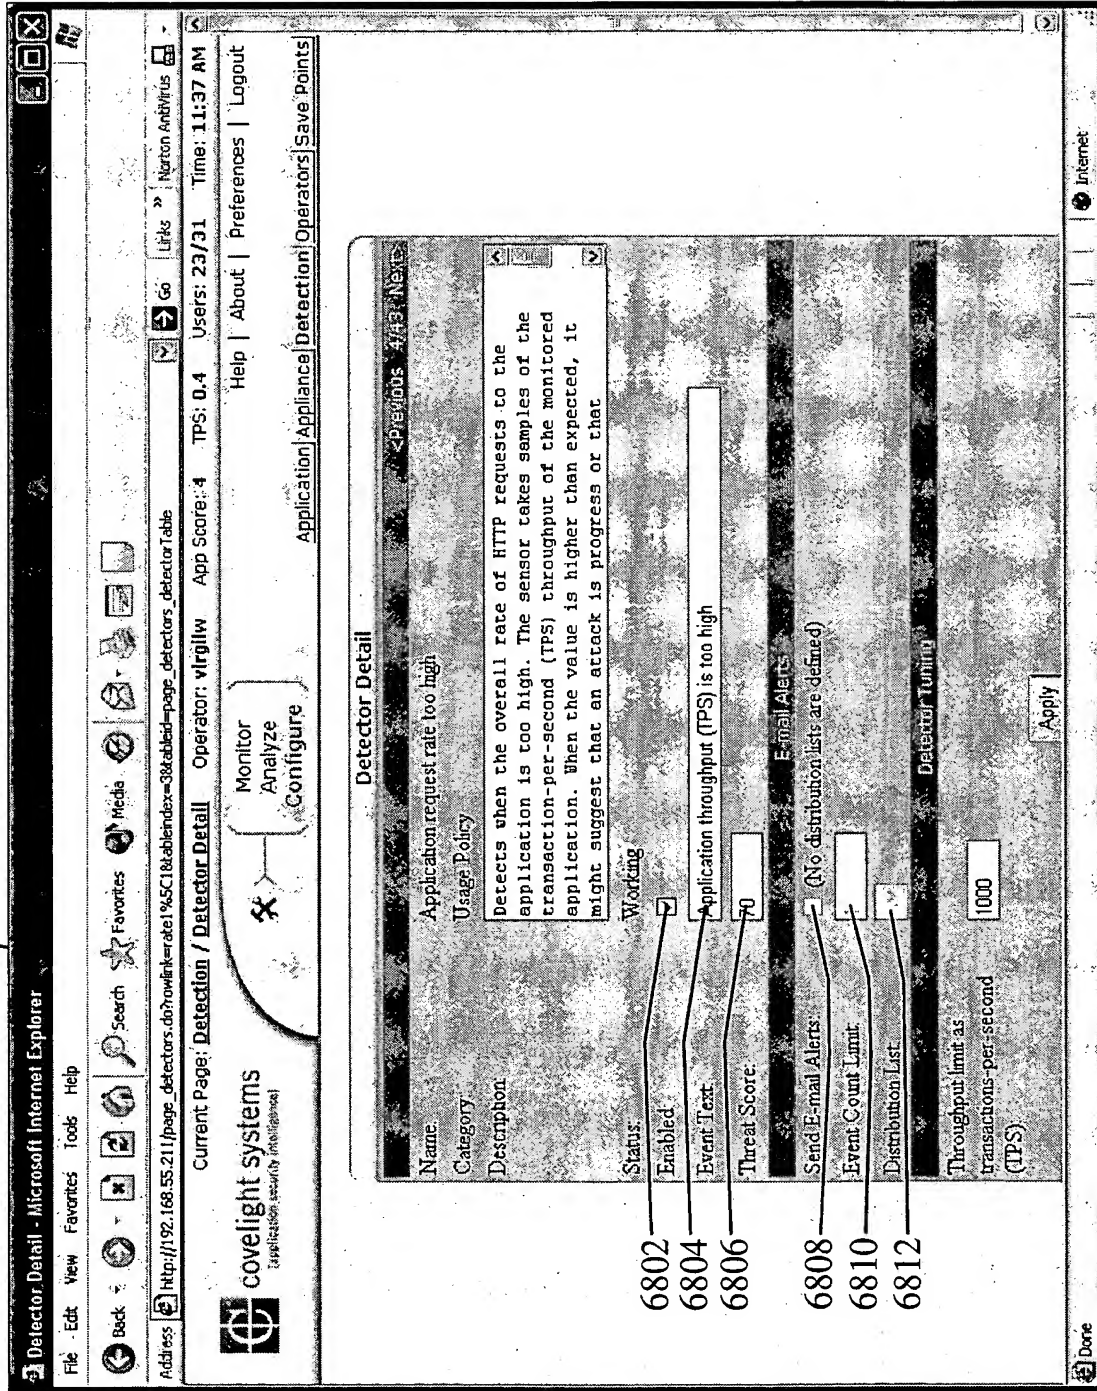 Detector Detail - Microsoft Internet Explorer
File Edit View Favorites Tools Help
Back Search Favorites Media
Address http://192.168.55.211/page_detectors.do?rowlink=rate1%5C1&tableindex=3&tableid=page_detectors_detectorTable Go Links » Norton AntiVirus
Current Page: Detection / Detector Detail Operator: virgilw App Score: 4 TPS: 0.4 Users: 23/31 Time: 11:37 AM
covelight systems
[application security intelligence]
Monitor
Analyze
Configure
Help | About | Preferences | Logout
Application Appliance Detection Operators Save Points
Detector Detail
<Previous 4/43 Next>
Name: Application request rate too high
Category: Usage Policy
Description: Detects when the overall rate of HTTP requests to the
application is too high. The sensor takes samples of the
transaction-per-second (TPS) throughput of the monitored
application. When the value is higher than expected, it
might suggest that an attack is progress or that
Status: Working
6802 Enabled:
6804 Event Text: Application throughput (TPS) is too high
6806 Threat Score: 70
E-mail Alerts
6808 Send E-mail Alerts: (No distribution lists are defined)
6810 Event Count Limit:
6812 Distribution List:
Detector Tuning
Throughput limit as
transactions-per-second
(TPS): 1000
Apply
Done Internet